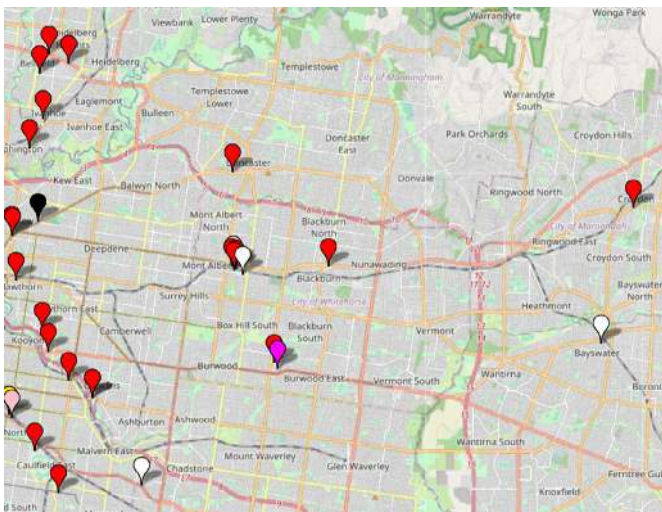 Viewbank
Lower Plenty
Warrandyte
Wonga Park
Heidelberg
Templestowe
City of Manningham
Eaglemont
Templestowe
Lower
Warrandyte
South
Ivanhoe
Ivanhoe East
Bulleen
Doncaster
East
Park Orchards
Croydon Hills
Doncaster
Kew East
Balwyn North
Donvale
Ringwood North
Croydon
Mont Albert
North
Blackburn
North
City of Maroondah
Ringwood East
Deepdene
Mont Albert
Nunawading
Croydon South
Blackburn
Surrey Hills
City of Whitehorse
Heathmont
Bayswater
North
Camberwell
Box Hill South
Blackburn
South
Vermont
Bayswater
Burwood
Wantirna
Burwood East
Vermont South
Ashburton
Ashwood
Malvern East
Wantirna South
Mount Waverley
Caulfield East
Chadstone
Glen Waverley
Knoxfield